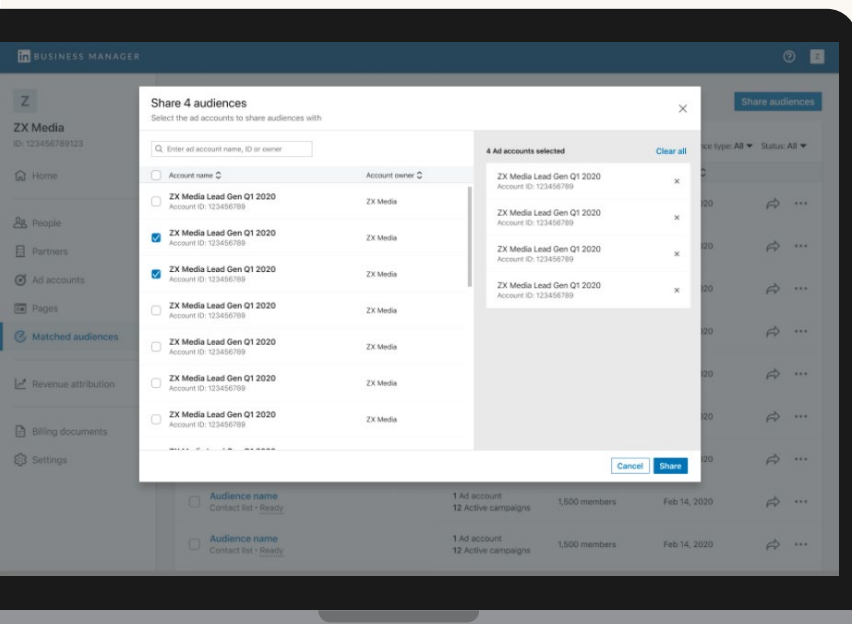 in BUSINESS MANAGER
Z
Z
ZX Media
ID: 123456789123
Home
People
Partners
Ad accounts
Pages
Matched audiences
Revenue attribution
Billing documents
Settings
Share audiences
nce type: All Status: All
Share 4 audiences
Select the ad accounts to share audiences with
Enter ad account name, ID or owner
Account name
Account owner
ZX Media Lead Gen Q1 2020
Account ID: 123456789
ZX Media
ZX Media Lead Gen Q1 2020
Account ID: 123456789
ZX Media
ZX Media Lead Gen Q1 2020
Account ID: 123456789
ZX Media
ZX Media Lead Gen Q1 2020
Account ID: 123456789
ZX Media
ZX Media Lead Gen Q1 2020
Account ID: 123456789
ZX Media
ZX Media Lead Gen Q1 2020
Account ID: 123456789
ZX Media
ZX Media Lead Gen Q1 2020
Account ID: 123456789
ZX Media
4 Ad accounts selected
Clear all
ZX Media Lead Gen Q1 2020
Account ID: 123456789
ZX Media Lead Gen Q1 2020
Account ID: 123456789
ZX Media Lead Gen Q1 2020
Account ID: 123456789
ZX Media Lead Gen Q1 2020
Account ID: 123456789
Cancel
Share
020
020
020
020
020
020
020
Audience name
Contact list • Ready
1 Ad account
12 Active campaigns
1,500 members
Feb 14, 2020
Audience name
Contact list • Ready
1 Ad account
12 Active campaigns
1,500 members
Feb 14, 2020